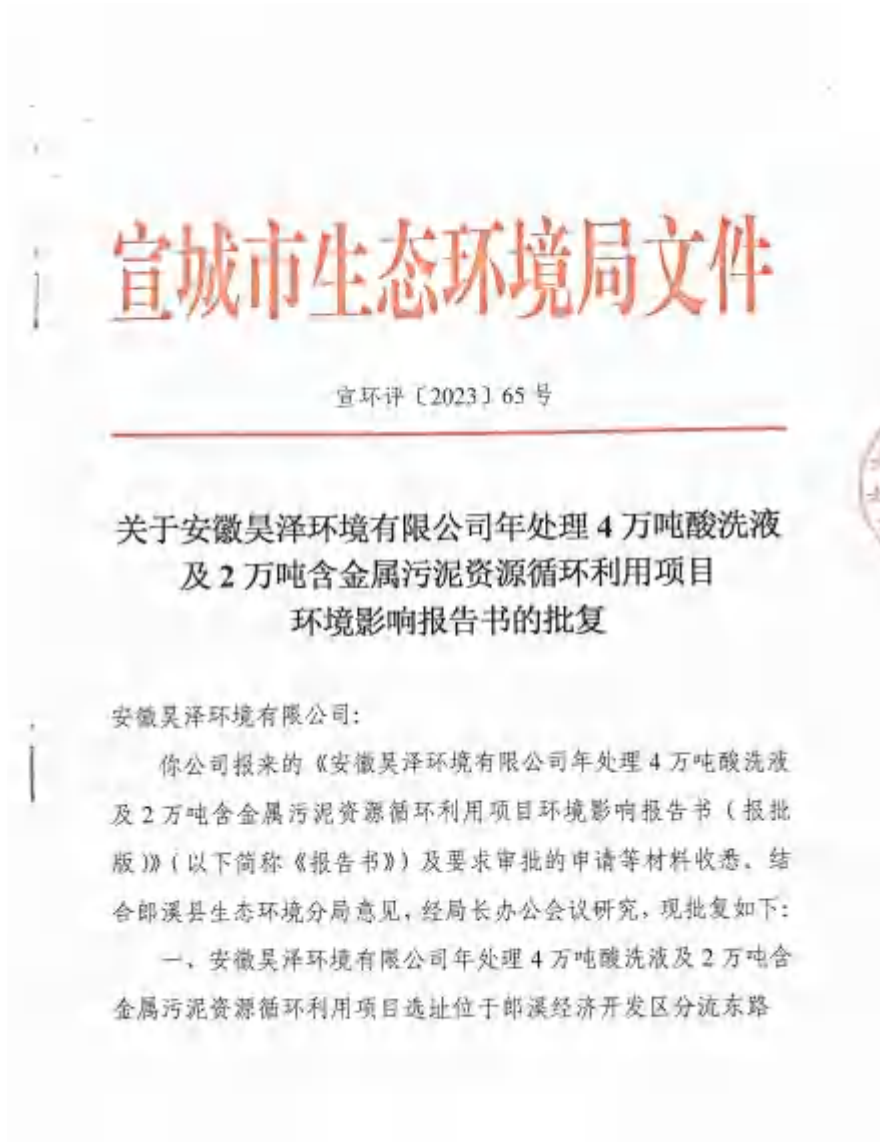 宣城市生态环境局文件
宣环评〔2023〕65号
关于安徽昊泽环境有限公司年处理4万吨酸洗液
及2万吨含金属污泥资源循环利用项目
环境影响报告书的批复
安徽昊泽环境有限公司:
你公司报来的《安徽昊泽环境有限公司年处理4万吨酸洗液
及2万吨含金属污泥资源循环利用项目环境影响报告书（报批
版）》（以下简称《报告书》）及要求审批的申请等材料收悉、结
合郎溪县生态环境分局意见，经局长办公会议研究，现批复如下:
一、安徽昊泽环境有限公司年处理4万吨酸洗液及2万吨含
金属污泥资源循环利用项目选址位于郎溪经济开发区分流东路